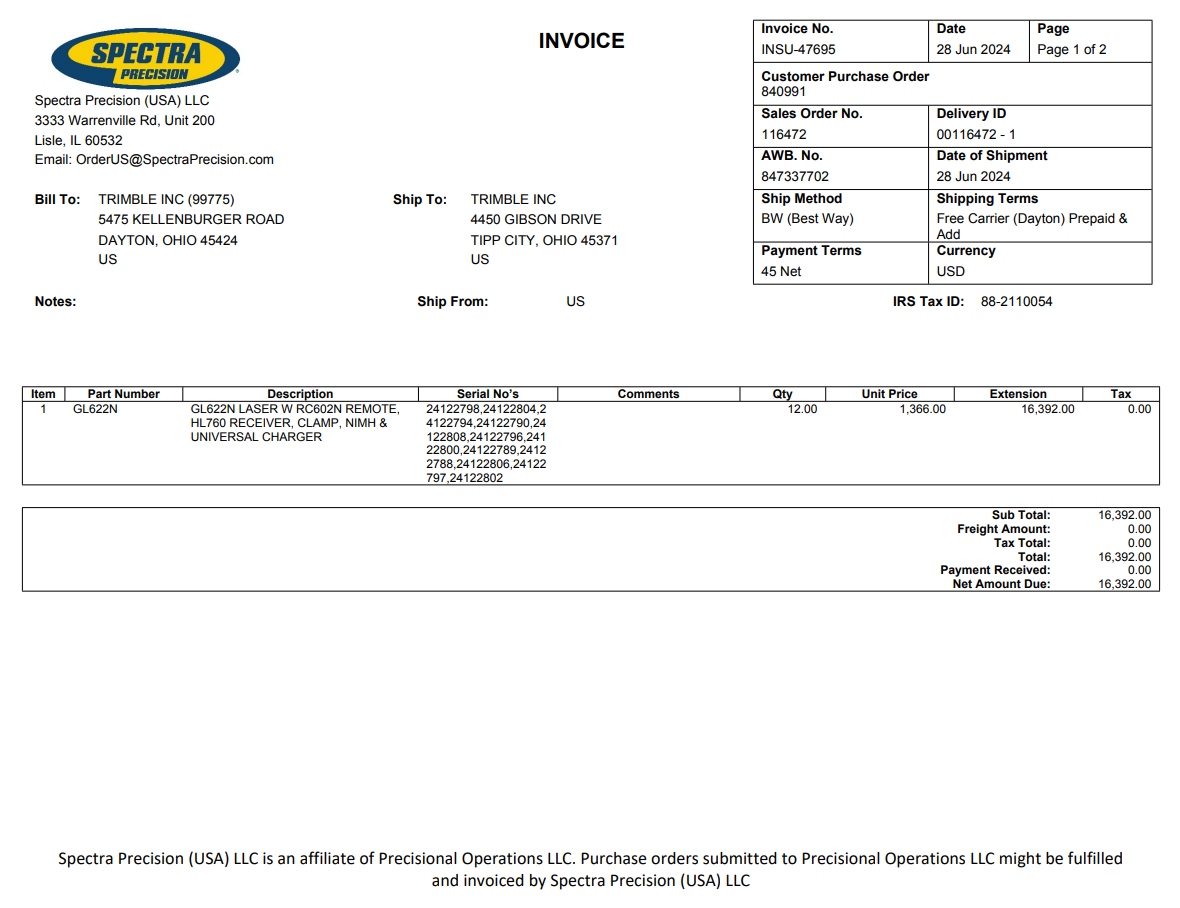 SPECTRA
PRECISION
INVOICE
Spectra Precision (USA) LLC
3333 Warrenville Rd, Unit 200
Lisle, IL 60532
Email: OrderUS@SpectraPrecision.com
Invoice No. Date Page
INSU-47695 28 Jun 2024 Page 1 of 2
Customer Purchase Order
840991
Sales Order No. Delivery ID
116472 00116472 - 1
AWB. No. Date of Shipment
847337702 28 Jun 2024
Ship Method Shipping Terms
BW (Best Way) Free Carrier (Dayton) Prepaid &
Add
Payment Terms Currency
45 Net USD
Bill To: TRIMBLE INC (99775)
5475 KELLENBURGER ROAD
DAYTON, OHIO 45424
US
Ship To: TRIMBLE INC
4450 GIBSON DRIVE
TIPP CITY, OHIO 45371
US
Notes: Ship From: US IRS Tax ID: 88-2110054
Item Part Number Description Serial No's Comments Qty Unit Price Extension Tax
1 GL622N GL622N LASER W RC602N REMOTE, 24122798,24122804,2 12.00 1,366.00 16,392.00 0.00
HL760 RECEIVER, CLAMP, NIMH & 4122794,24122790,24
UNIVERSAL CHARGER 122808,24122796,241
22800,24122789,2412
2788,24122806,24122
797,24122802
Sub Total: 16,392.00
Freight Amount: 0.00
Tax Total: 0.00
Total: 16,392.00
Payment Received: 0.00
Net Amount Due: 16,392.00
Spectra Precision (USA) LLC is an affiliate of Precisional Operations LLC. Purchase orders submitted to Precisional Operations LLC might be fulfilled
and invoiced by Spectra Precision (USA) LLC